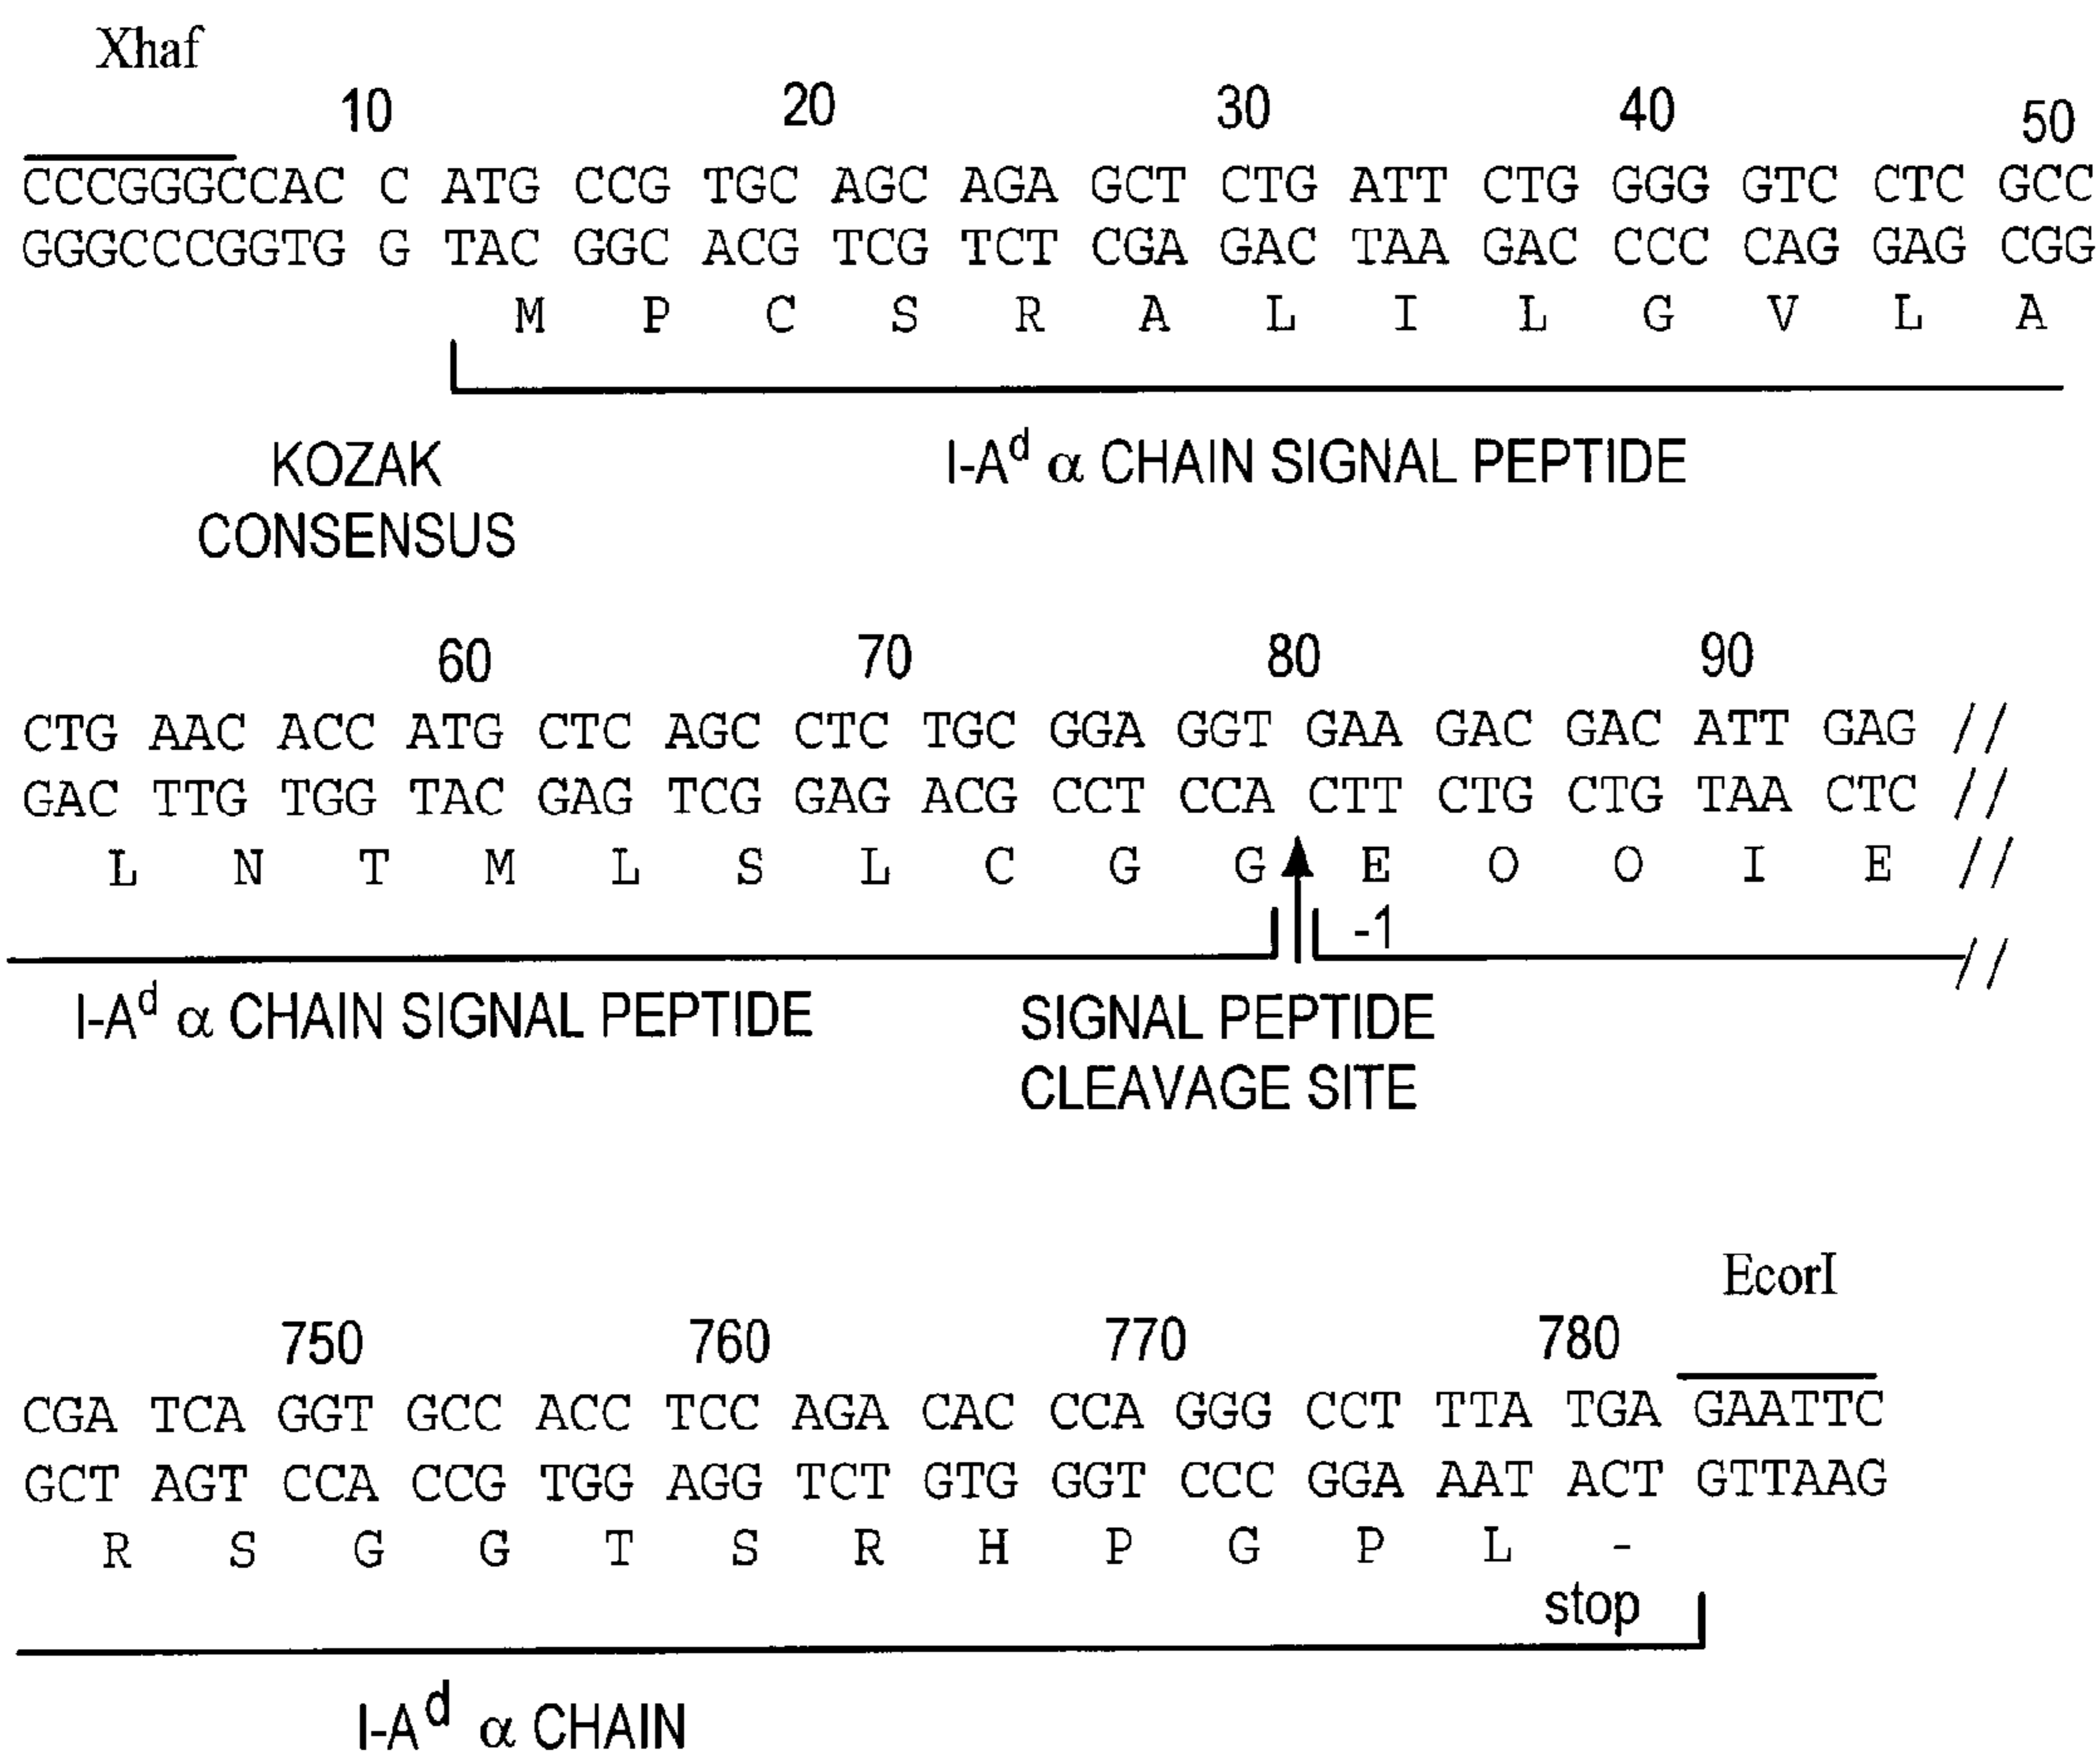 Xhaf
10 20 30 40 50
CCCGGGCCAC C ATG CCG TGC AGC AGA GCT CTG ATT CTG GGG GTC CTC GCC
GGGCCCGGTG G TAC GGC ACG TCG TCT CGA GAC TAA GAC CCC CAG GAG CGG
M P C S R A L I L G V L A
KOZAK
CONSENSUS
I-Aᵈ α CHAIN SIGNAL PEPTIDE
60 70 80 90
CTG AAC ACC ATG CTC AGC CTC TGC GGA GGT GAA GAC GAC ATT GAG //
GAC TTG TGG TAC GAG TCG GAG ACG CCT CCA CTT CTG CTG TAA CTC //
L N T M L S L C G G E O O I E //
-1
//
I-Aᵈ α CHAIN SIGNAL PEPTIDE
SIGNAL PEPTIDE
CLEAVAGE SITE
EcorI
750 760 770 780
CGA TCA GGT GCC ACC TCC AGA CAC CCA GGG CCT TTA TGA GAATTC
GCT AGT CCA CCG TGG AGG TCT GTG GGT CCC GGA AAT ACT GTTAAG
R S G G T S R H P G P L -
stop
I-Aᵈ α CHAIN